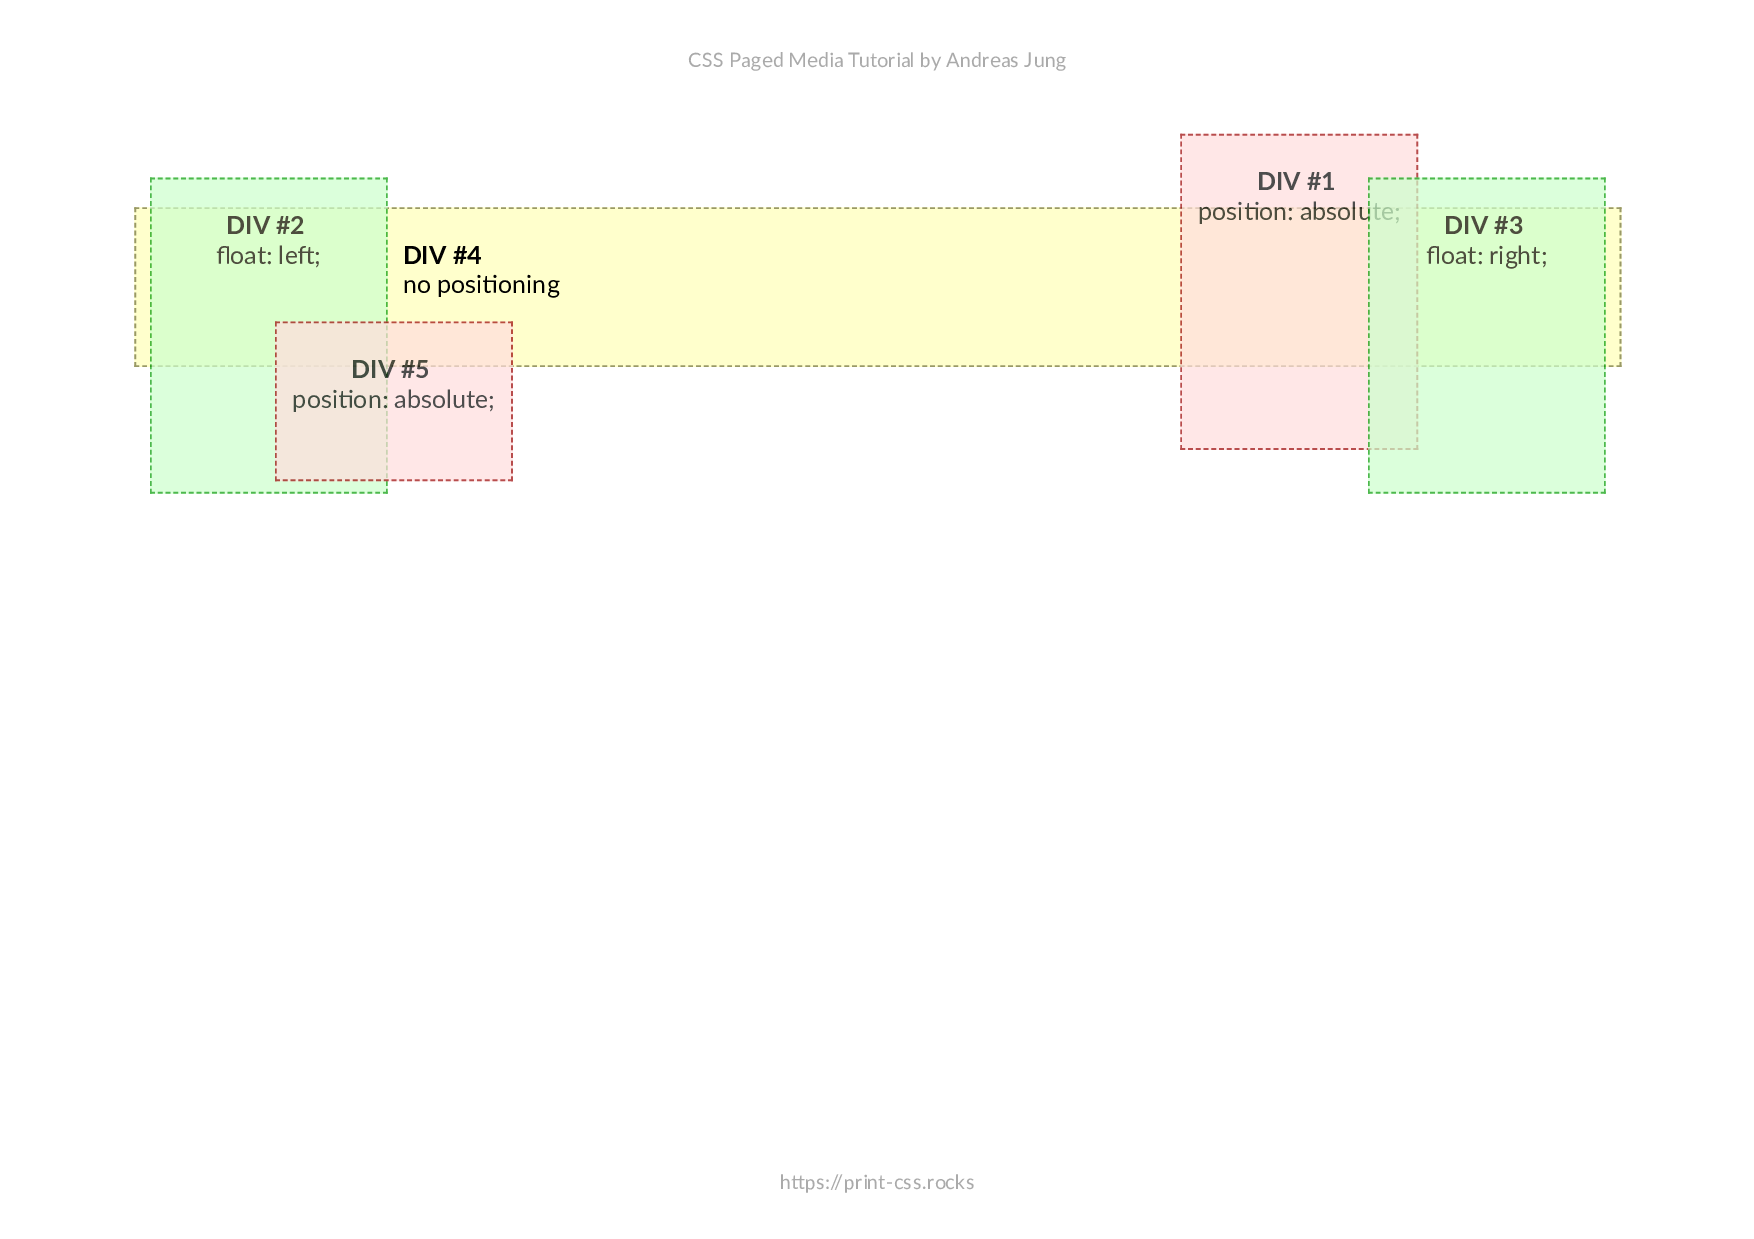 CSS Paged Media Tutorial by Andreas Jung
DIV #1
position: absolute;
DIV #2
float: left;
DIV #3
float: right;
DIV #4
no positioning
DIV #5
position: absolute;
https://print-css.rocks